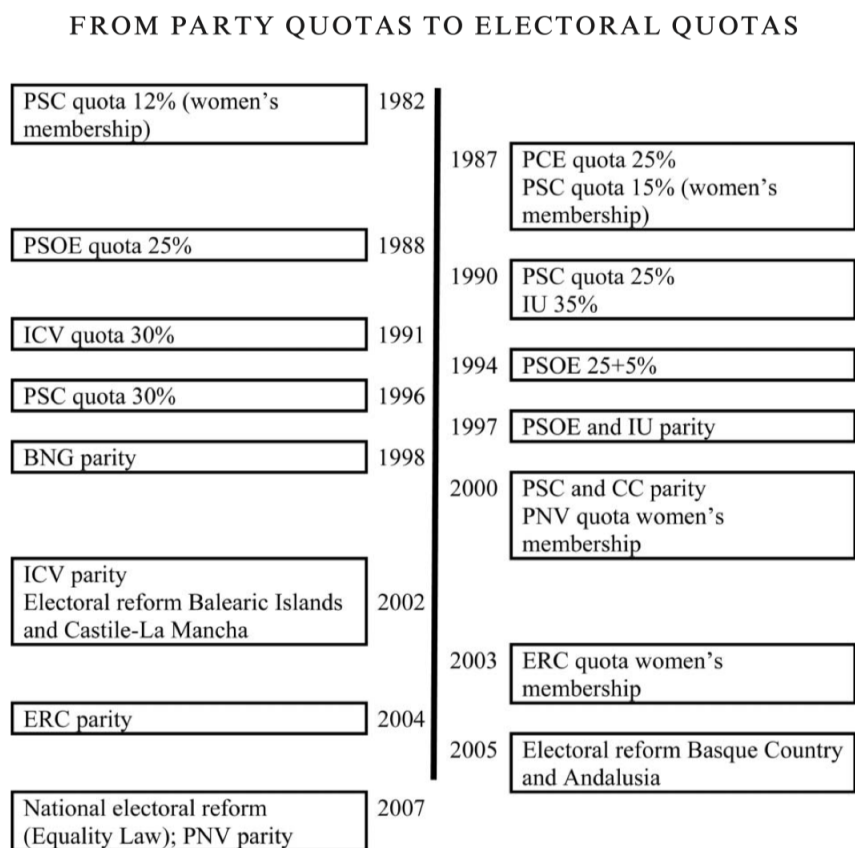 FROM PARTY QUOTAS TO ELECTORAL QUOTAS
PSC quota 12% (women's
membership)
1982
1987
PCE quota 25%
PSC quota 15% (women's
membership)
PSOE quota 25%
1988
1990
PSC quota 25%
IU 35%
ICV quota 30%
1991
1994
PSOE 25+5%
PSC quota 30%
1996
1997
PSOE and IU parity
BNG parity
1998
2000
PSC and CC parity
PNV quota women's
membership
ICV parity
Electoral reform Balearic Islands
and Castile-La Mancha
2002
2003
ERC quota women's
membership
ERC parity
2004
2005
Electoral reform Basque Country
and Andalusia
National electoral reform
(Equality Law); PNV parity
2007